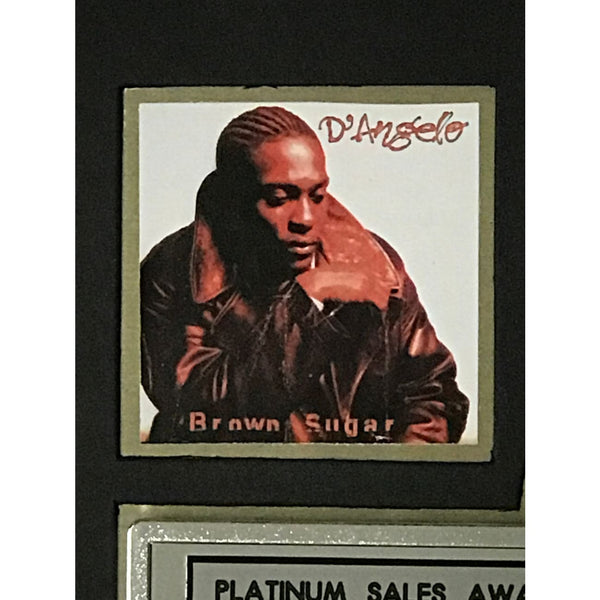 D'Angelo
Brown Sugar
PLATINUM SALES AWA